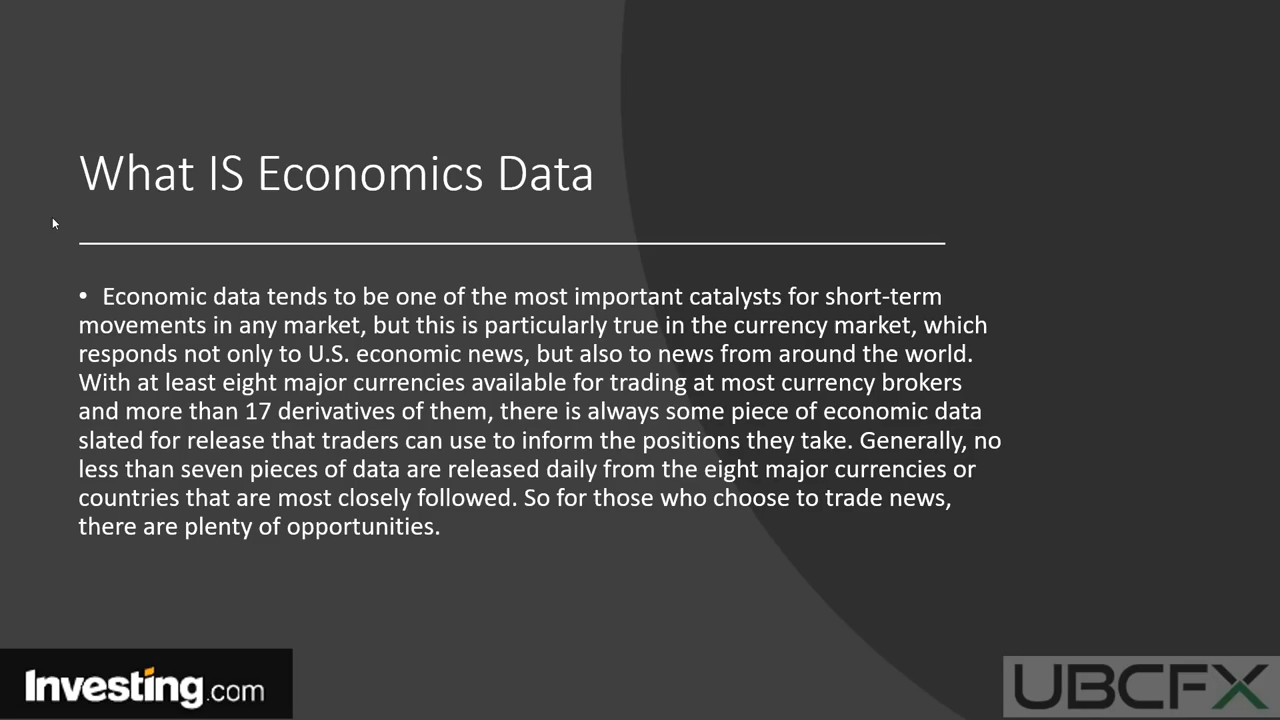 What IS Economics Data
• Economic data tends to be one of the most important catalysts for short-term
movements in any market, but this is particularly true in the currency market, which
responds not only to U.S. economic news, but also to news from around the world.
With at least eight major currencies available for trading at most currency brokers
and more than 17 derivatives of them, there is always some piece of economic data
slated for release that traders can use to inform the positions they take. Generally, no
less than seven pieces of data are released daily from the eight major currencies or
countries that are most closely followed. So for those who choose to trade news,
there are plenty of opportunities.
Investing.com
UBCFX